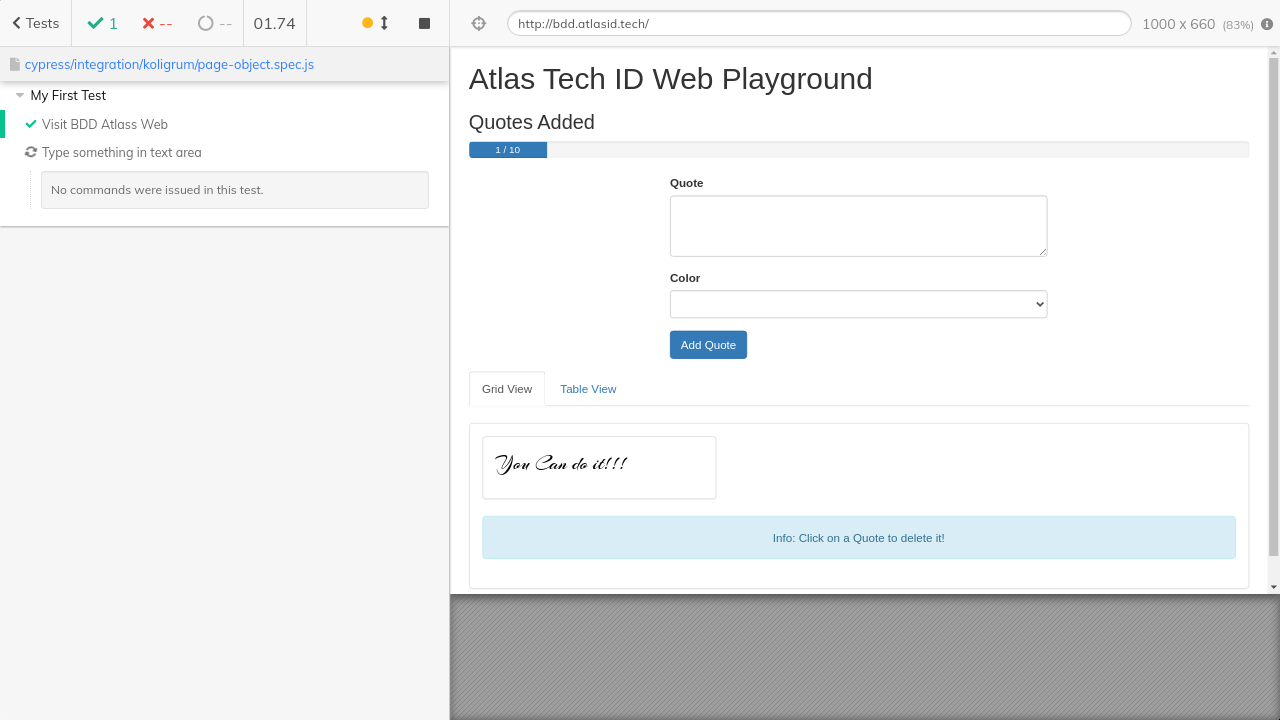 Tests 1 -- -- 01.74
http://bdd.atlasid.tech/ 1000 x 660 (83%)
cypress/integration/koligrum/page-object.spec.js
My First Test
Visit BDD Atlass Web
Type something in text area
No commands were issued in this test.
Atlas Tech ID Web Playground
Quotes Added
1 / 10
Quote
Color
Add Quote
Grid View Table View
You Can do it!!!
Info: Click on a Quote to delete it!